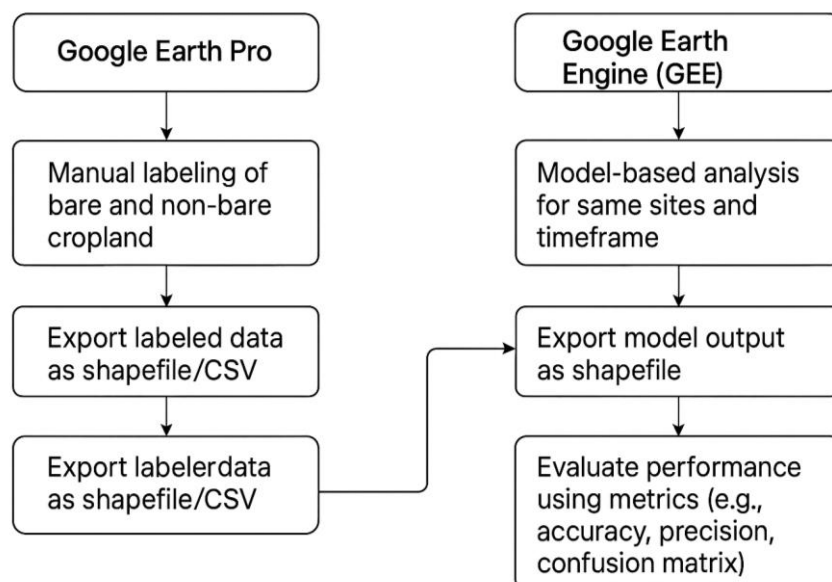 Google Earth Pro
Manual labeling of
bare and non-bare
cropland
Export labeled data
as shapefile/CSV
Export labelerdata
as shapefile/CSV
Google Earth
Engine (GEE)
Model-based analysis
for same sites and
timeframe
Export model output
as shapefile
Evaluate performance
using metrics (e.g.,
accuracy, precision,
confusion matrix)